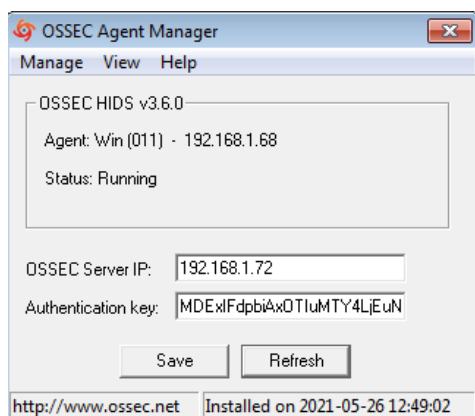 OSSEC Agent Manager
Manage View Help
OSSEC HIDS v3.6.0
Agent: Win (011) - 192.168.1.68
Status: Running
OSSEC Server IP: 192.168.1.72
Authentication key: MDExIFdpbiAxOTIuMTY4LjEuN
Save Refresh
http://www.ossec.net Installed on 2021-05-26 12:49:02